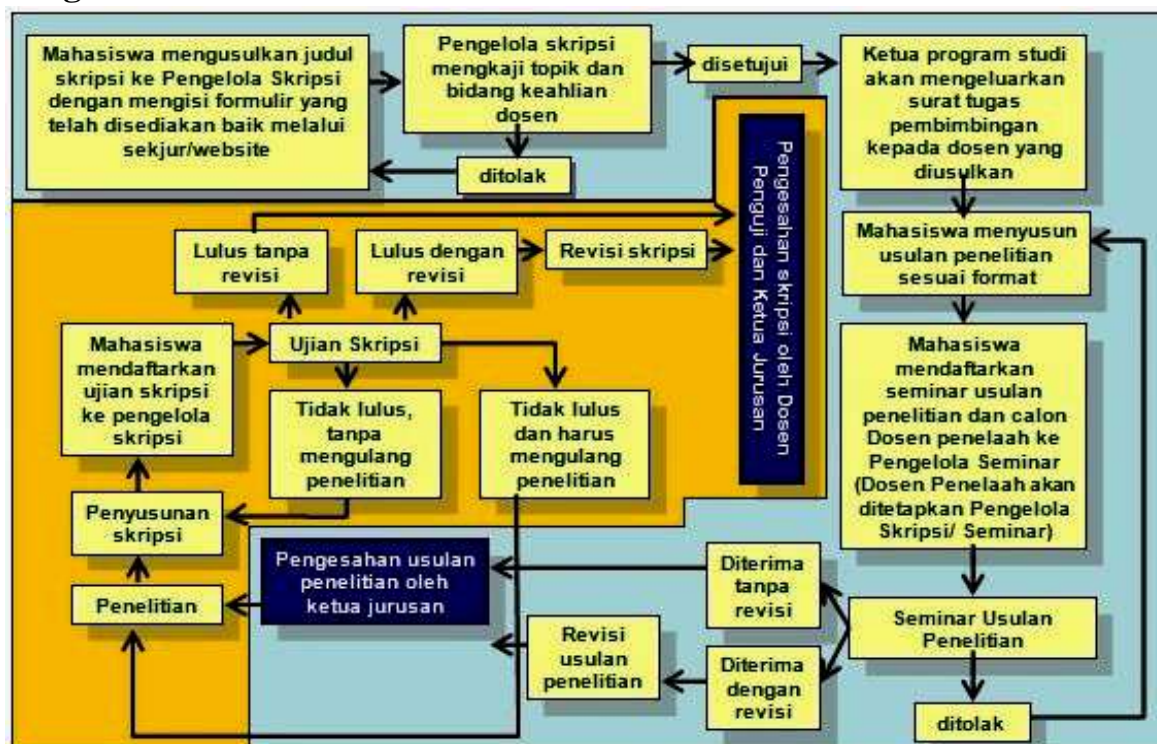 Mahasiswa mengusulkan judul
skripsi ke Pengelola Skripsi
dengan mengisi formulir yang
telah disediakan baik melalui
sekjur/website
Pengelola skripsi
mengkaji topik dan
bidang keahlian
dosen
disetujui
ditolak
Ketua program studi
akan mengeluarkan
surat tugas
pembimbingan
kepada dosen yang
diusulkan
Mahasiswa menyusun
usulan penelitian
sesuai format
Mahasiswa
mendaftarkan
seminar usulan
penelitian dan calon
Dosen penelaah ke
Pengelola Seminar
(Dosen Penelaah akan
ditetapkan Pengelola
Skripsi/ Seminar)
Seminar Usulan
Penelitian
ditolak
Diterima
tanpa
revisi
Diterima
dengan
revisi
Revisi
usulan
penelitian
Pengesahan usulan
penelitian oleh
ketua jurusan
Penelitian
Penyusunan
skripsi
Mahasiswa
mendaftarkan
ujian skripsi
ke pengelola
skripsi
Ujian Skripsi
Lulus tanpa
revisi
Lulus dengan
revisi
Revisi skripsi
Tidak lulus,
tanpa
mengulang
penelitian
Tidak lulus
dan harus
mengulang
penelitian
Pengesahan skripsi oleh Dosen
Penguji dan Ketua Jurusan